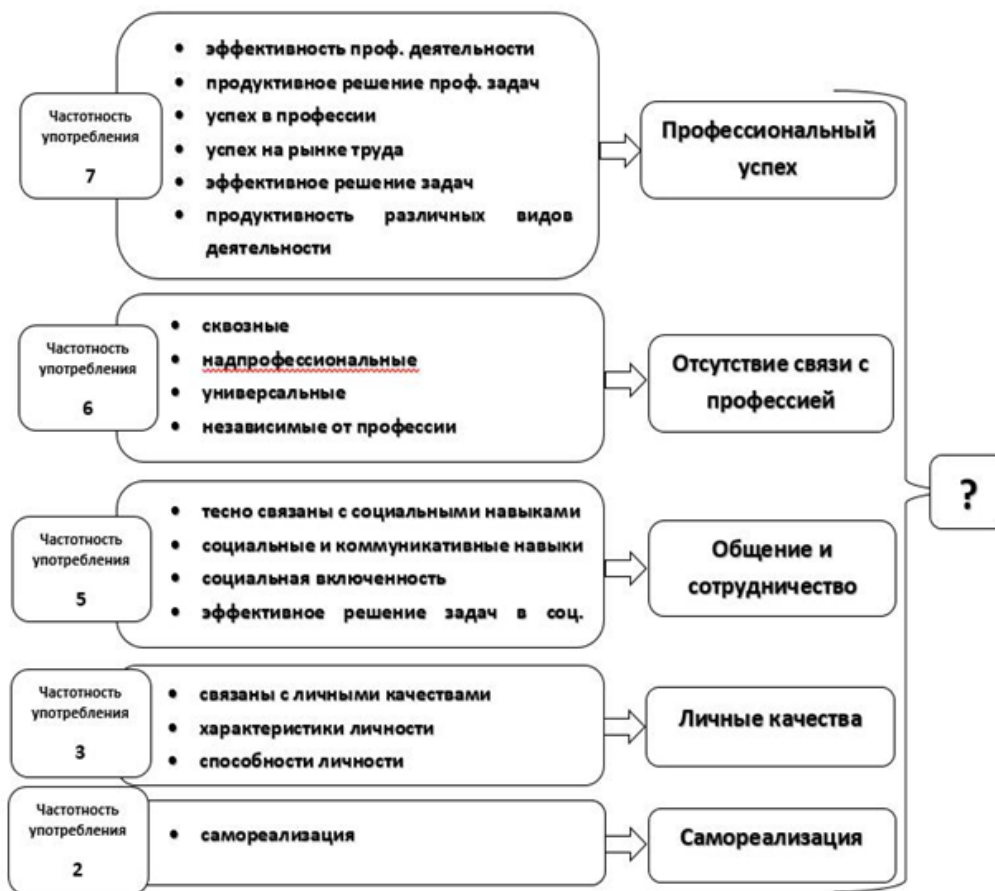 Частотность
употребления
7
• эффективность проф. деятельности
• продуктивное решение проф. задач
• успех в профессии
• успех на рынке труда
• эффективное решение задач
• продуктивность различных видов
деятельности
Профессиональный
успех
Частотность
употребления
6
• сквозные
• надпрофессиональные
• универсальные
• независимые от профессии
Отсутствие связи с
профессией
?
Частотность
употребления
5
• тесно связаны с социальными навыками
• социальные и коммуникативные навыки
• социальная включенность
• эффективное решение задач в соц.
Общение и
сотрудничество
Частотность
употребления
3
• связаны с личными качествами
• характеристики личности
• способности личности
Личные качества
Частотность
употребления
2
• самореализация
Самореализация